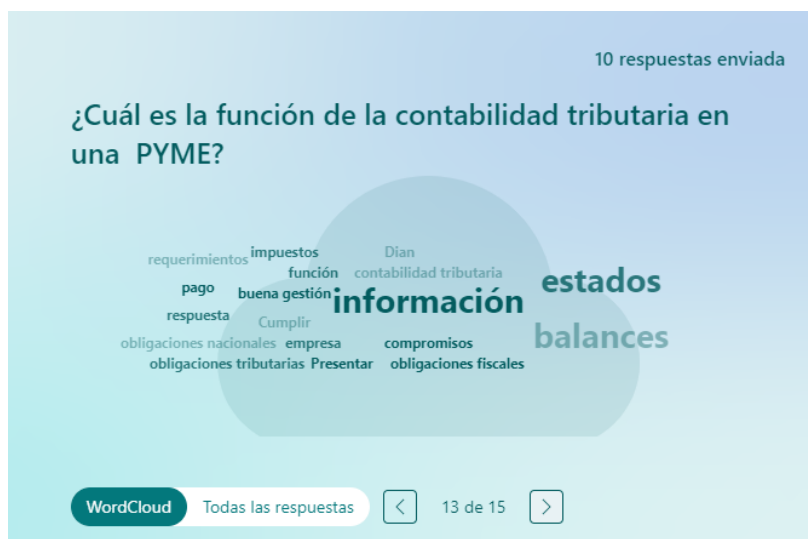 10 respuestas enviada
¿Cuál es la función de la contabilidad tributaria en
una PYME?
requerimientos impuestos Dian
función contabilidad tributaria
pago buena gestión información estados
respuesta Cumplir
obligaciones nacionales empresa compromisos balances
obligaciones tributarias Presentar obligaciones fiscales
WordCloud Todas las respuestas < 13 de 15 >